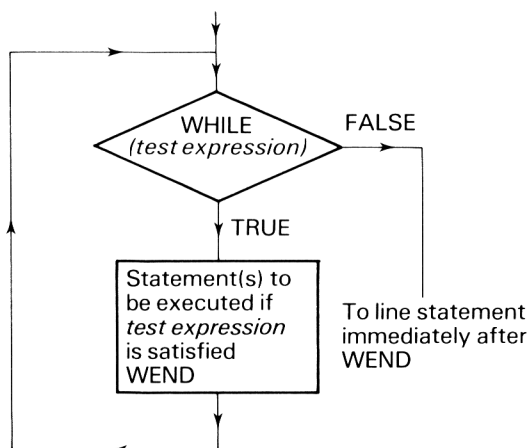 WHILE
(test expression)
FALSE
TRUE
Statement(s) to
be executed if
test expression
is satisfied
WEND
To line statement
immediately after
WEND